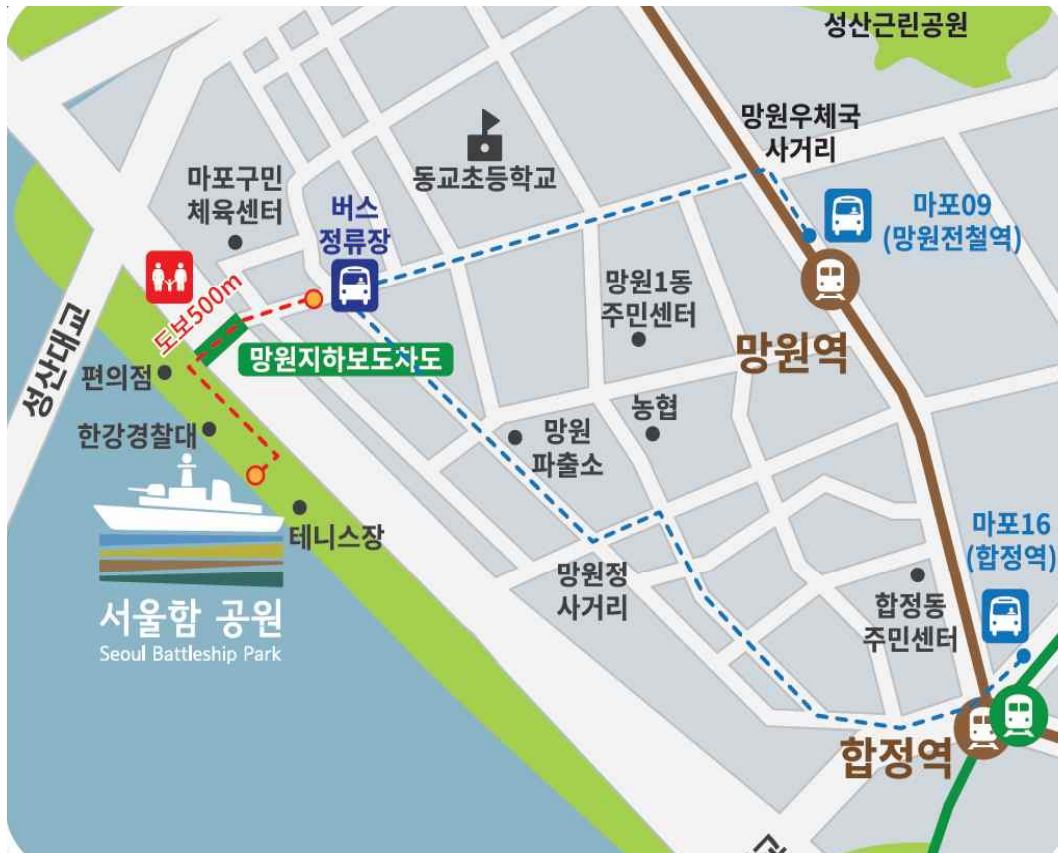 성산근린공원
망원우체국
사거리
마포구민
체육센터
동교초등학교
버스
정류장
마포09
(망원전철역)
도보500m
망원1동
주민센터
망원역
성산대교
편의점
망원지하보도차도
한강경찰대
망원
파출소
농협
테니스장
마포16
(합정역)
망원정
사거리
합정동
주민센터
서울함 공원
Seoul Battleship Park
합정역